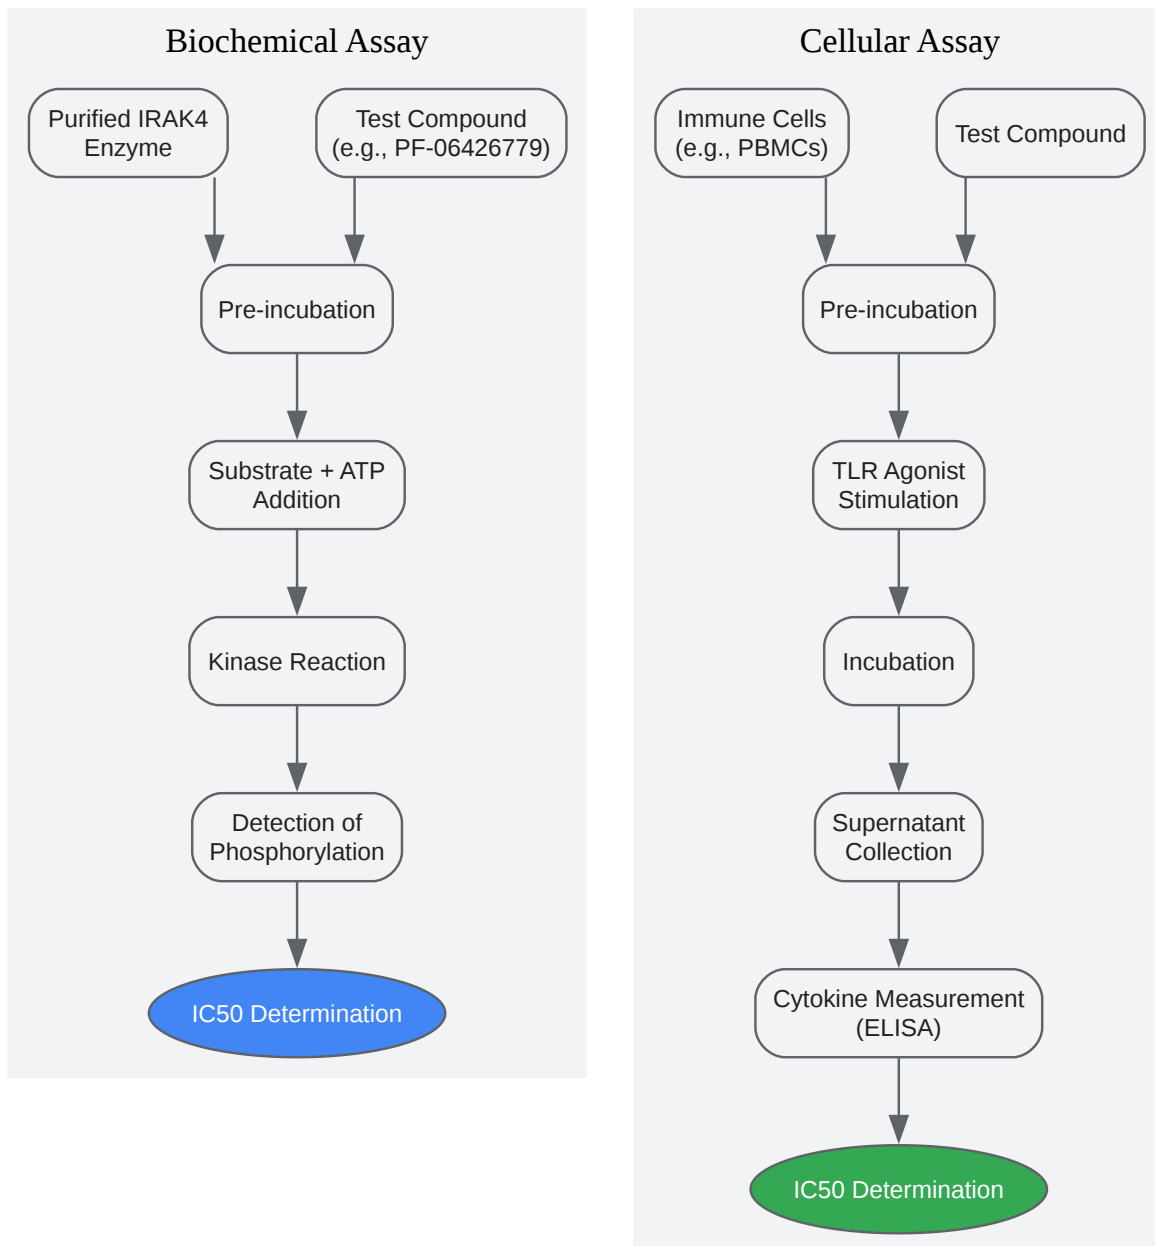 Biochemical Assay
Purified IRAK4
Enzyme
Test Compound
(e.g., PF-06426779)
Pre-incubation
Substrate + ATP
Addition
Kinase Reaction
Detection of
Phosphorylation
IC50 Determination
Cellular Assay
Immune Cells
(e.g., PBMCs)
Test Compound
Pre-incubation
TLR Agonist
Stimulation
Incubation
Supernatant
Collection
Cytokine Measurement
(ELISA)
IC50 Determination